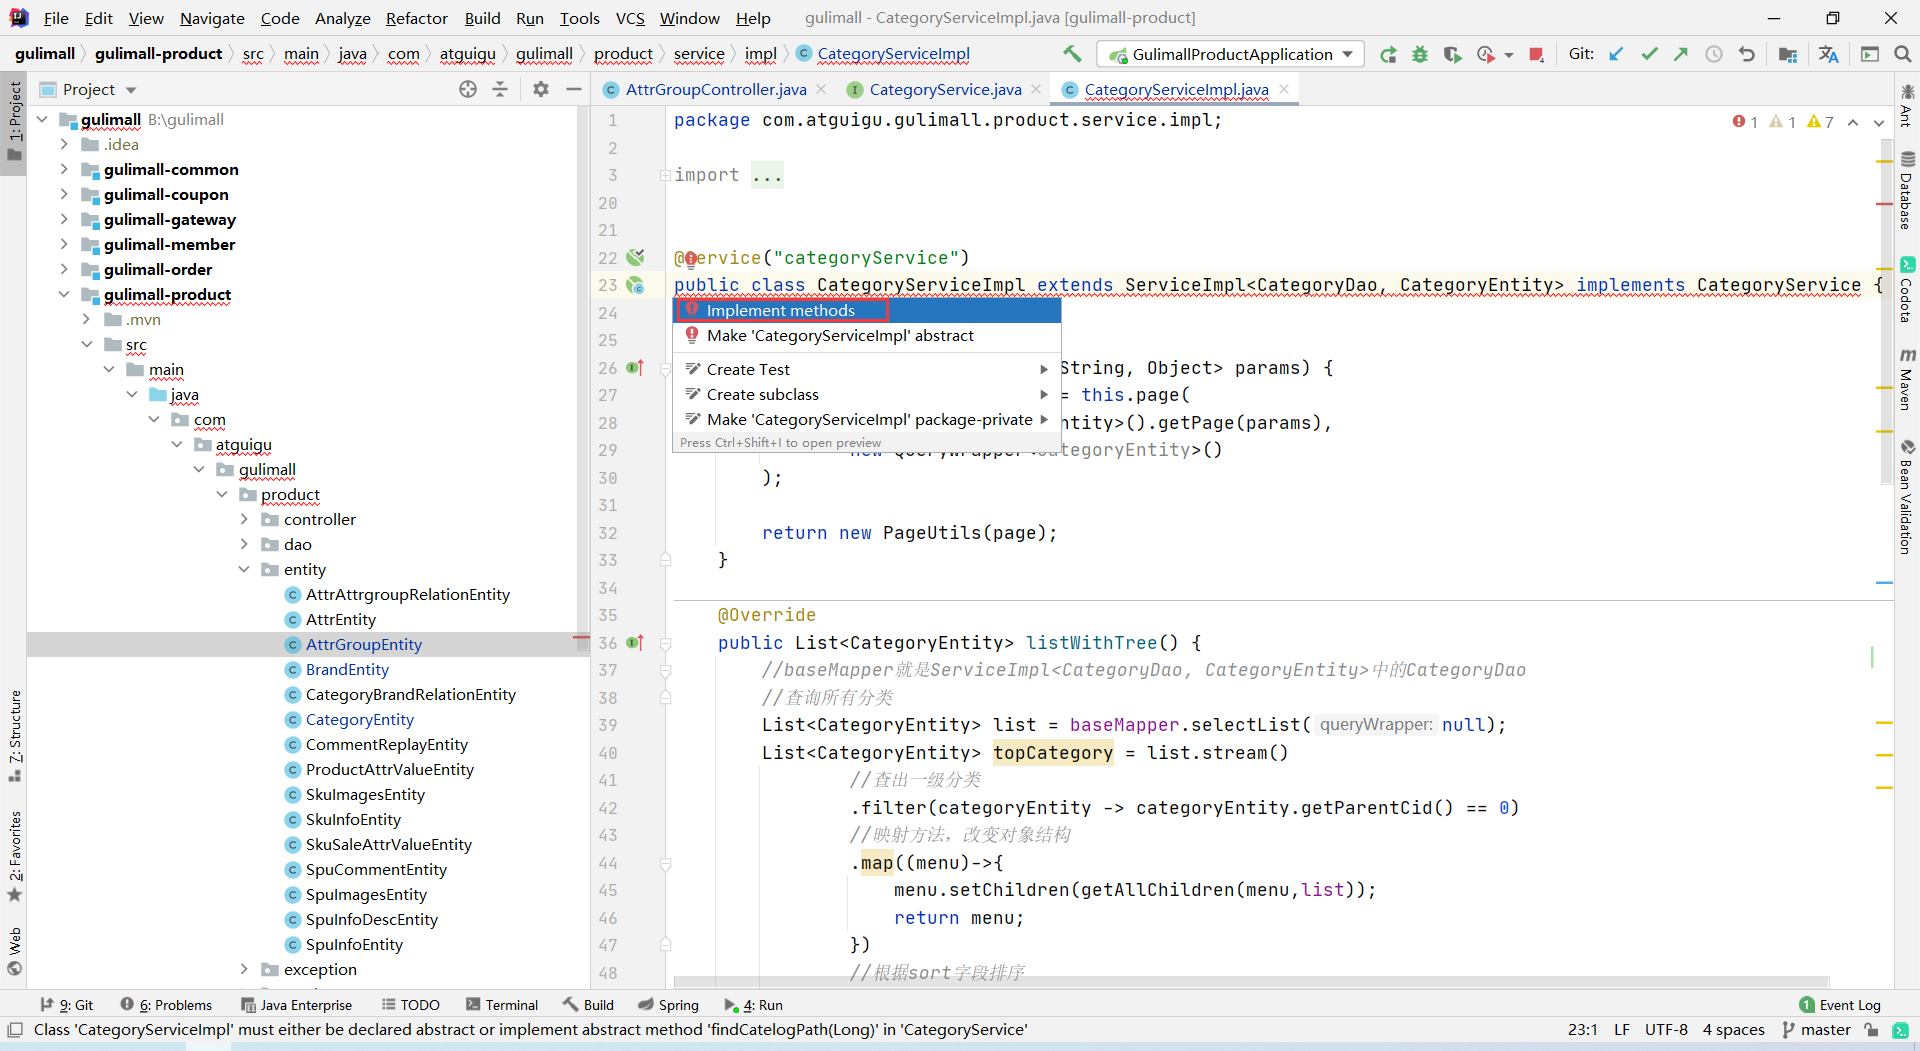 File Edit View Navigate Code Analyze Refactor Build Run Tools VCS Window Help gulimall - CategoryServiceImpl.java [gulimall-product]
gulimall gulimall-product src main java com atguigu gulimall product service impl CategoryServiceImpl GulimallProductApplication Git:
Project AttrGroupController.java CategoryService.java CategoryServiceImpl.java
1: Project
7: Structure
2: Favorites
Web
gulimall B:\gulimall
.idea
gulimall-common
gulimall-coupon
gulimall-gateway
gulimall-member
gulimall-order
gulimall-product
.mvn
src
main
java
com
atguigu
gulimall
product
controller
dao
entity
AttrAttrgroupRelationEntity
AttrEntity
AttrGroupEntity
BrandEntity
CategoryBrandRelationEntity
CategoryEntity
CommentReplayEntity
ProductAttrValueEntity
SkuImagesEntity
SkuInfoEntity
SkuSaleAttrValueEntity
SpuCommentEntity
SpuImagesEntity
SpuInfoDescEntity
SpuInfoEntity
exception
1 package com.atguigu.gulimall.product.service.impl; 1 1 7
2
3 import ...
20
21
22 @Service("categoryService")
23 public class CategoryServiceImpl extends ServiceImpl<CategoryDao, CategoryEntity> implements CategoryService {
24
25
26 String, Object> params) {
27 = this.page(
28 ntity>().getPage(params),
29 new QueryWrapper<CategoryEntity>()
30 );
31
32 return new PageUtils(page);
33 }
34
35 @Override
36 public List<CategoryEntity> listWithTree() {
37 //baseMapper就是ServiceImpl<CategoryDao, CategoryEntity>中的CategoryDao
38 //查询所有分类
39 List<CategoryEntity> list = baseMapper.selectList( queryWrapper: null);
40 List<CategoryEntity> topCategory = list.stream()
41 //查出一级分类
42 .filter(categoryEntity -> categoryEntity.getParentCid() == 0)
43 //映射方法，改变对象结构
44 .map((menu)->{
45 menu.setChildren(getAllChildren(menu,list));
46 return menu;
47 })
48 //根据sort字段排序
Implement methods
Make 'CategoryServiceImpl' abstract
Create Test
Create subclass
Make 'CategoryServiceImpl' package-private
Press Ctrl+Shift+I to open preview
Ant
Database
Codota
Maven
Bean Validation
9: Git 6: Problems Java Enterprise TODO Terminal Build Spring 4: Run 1 Event Log
Class 'CategoryServiceImpl' must either be declared abstract or implement abstract method 'findCatelogPath(Long)' in 'CategoryService' 23:1 LF UTF-8 4 spaces master